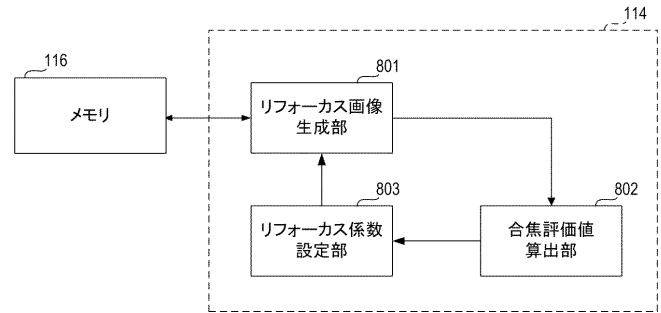 114
116
メモリ
801
リフォーカス画像
生成部
803
リフォーカス係数
設定部
802
合焦評価値
算出部